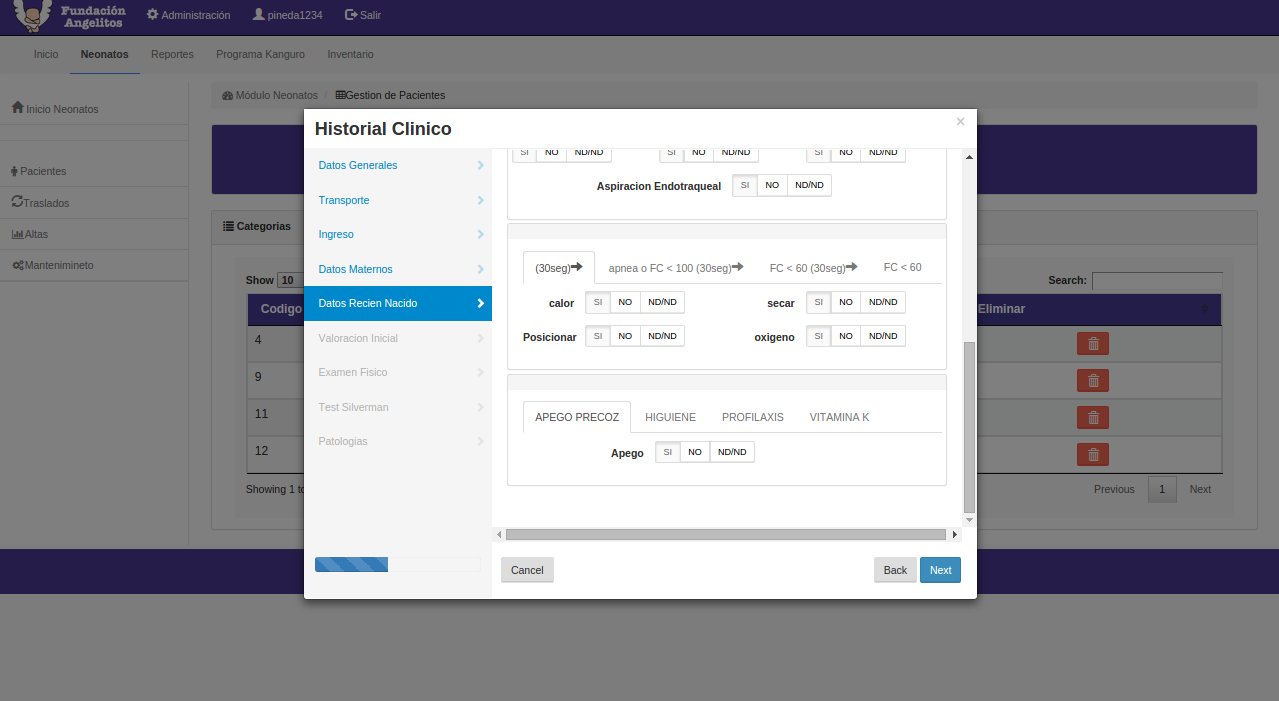 Fundación
Angelitos
Administración
pineda1234
Salir
Inicio
Neonatos
Reportes
Programa Kanguro
Inventario
Inicio Neonatos
Pacientes
Traslados
Altas
Mantenimineto
Módulo Neonatos / Gestion de Pacientes
Categorias
Show 10
Search:
Codigo
Eliminar
4
9
11
12
Showing 1 to
Previous 1 Next
Historial Clinico
×
Datos Generales
Transporte
Ingreso
Datos Maternos
Datos Recien Nacido
Valoracion Inicial
Examen Fisico
Test Silverman
Patologias
SI NO ND/ND SI NO ND/ND SI NO ND/ND
Aspiracion Endotraqueal SI NO ND/ND
(30seg) apnea o FC < 100 (30seg) FC < 60 (30seg) FC < 60
calor SI NO ND/ND secar SI NO ND/ND
Posicionar SI NO ND/ND oxigeno SI NO ND/ND
APEGO PRECOZ HIGUIENE PROFILAXIS VITAMINA K
Apego SI NO ND/ND
Cancel Back Next